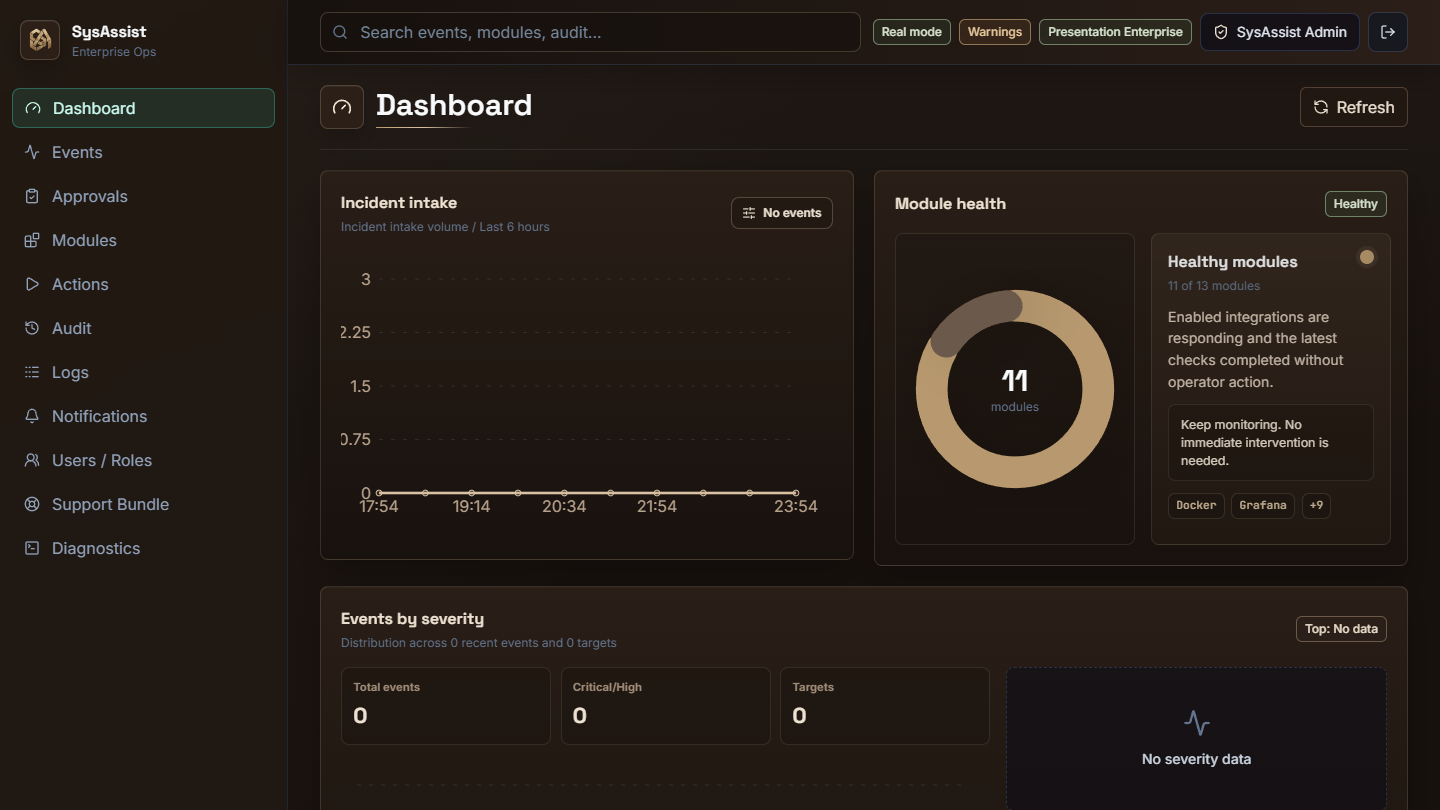 SysAssist
Enterprise Ops
Dashboard
Events
Approvals
Modules
Actions
Audit
Logs
Notifications
Users / Roles
Support Bundle
Diagnostics
Search events, modules, audit...
Real mode
Warnings
Presentation Enterprise
SysAssist Admin
Dashboard
Refresh
Incident intake
Incident intake volume / Last 6 hours
No events
3
2.25
1.5
0.75
0
17:54 19:14 20:34 21:54 23:54
Module health
Healthy
11
modules
Healthy modules
11 of 13 modules
Enabled integrations are
responding and the latest
checks completed without
operator action.
Keep monitoring. No
immediate intervention is
needed.
Docker Grafana +9
Events by severity
Distribution across 0 recent events and 0 targets
Top: No data
Total events
0
Critical/High
0
Targets
0
No severity data